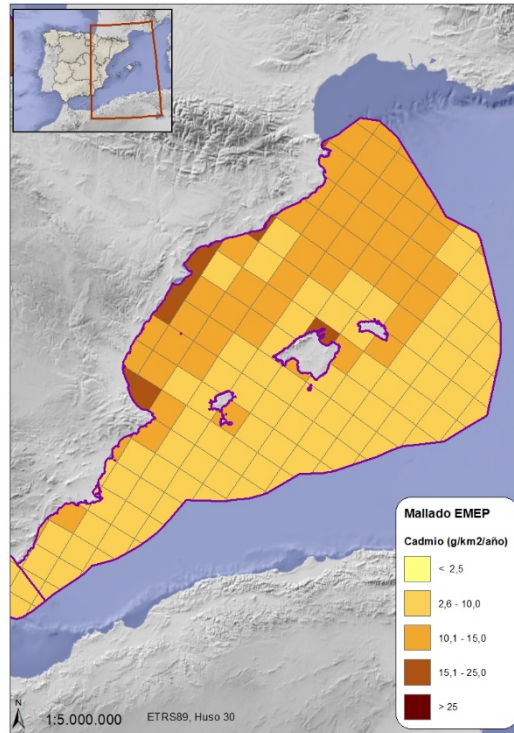 Mallado EMEP
Cadmio (g/km2/año)
< 2,5
2,6 - 10,0
10,1 - 15,0
15,1 - 25,0
> 25
N
1:5.000.000
ETRS89, Huso 30